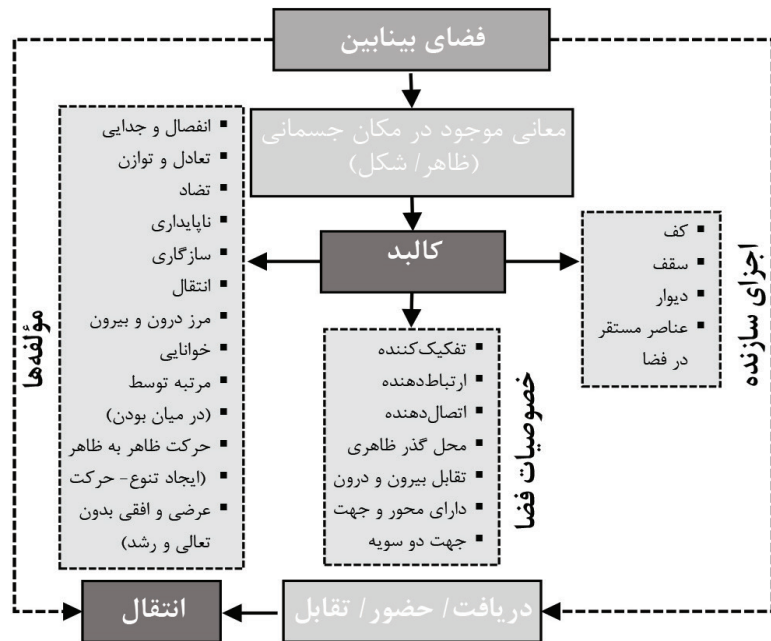 فضای بینابین
معانی موجود در مکان جسمانی
(ظاهر/ شکل)
کالبد
اجزای سازنده
▪ کف
▪ سقف
▪ دیوار
▪ عناصر مستقر
در فضا
خصوصیات فضا
▪ تفکیک‌کننده
▪ ارتباط‌دهنده
▪ اتصال‌دهنده
▪ محل گذر ظاهری
▪ تقابل بیرون و درون
▪ دارای محور و جهت
▪ جهت دو سویه
مؤلفه‌ها
▪ انفصال و جدایی
▪ تعادل و توازن
▪ تضاد
▪ ناپایداری
▪ سازگاری
▪ انتقال
▪ مرز درون و بیرون
▪ خوانایی
▪ مرتبه توسط
▪ (در میان بودن)
▪ حرکت ظاهر به ظاهر
▪ (ایجاد تنوع- حرکت
▪ عرضی و افقی بدون
تعالی و رشد)
دریافت/ حضور/ تقابل
انتقال